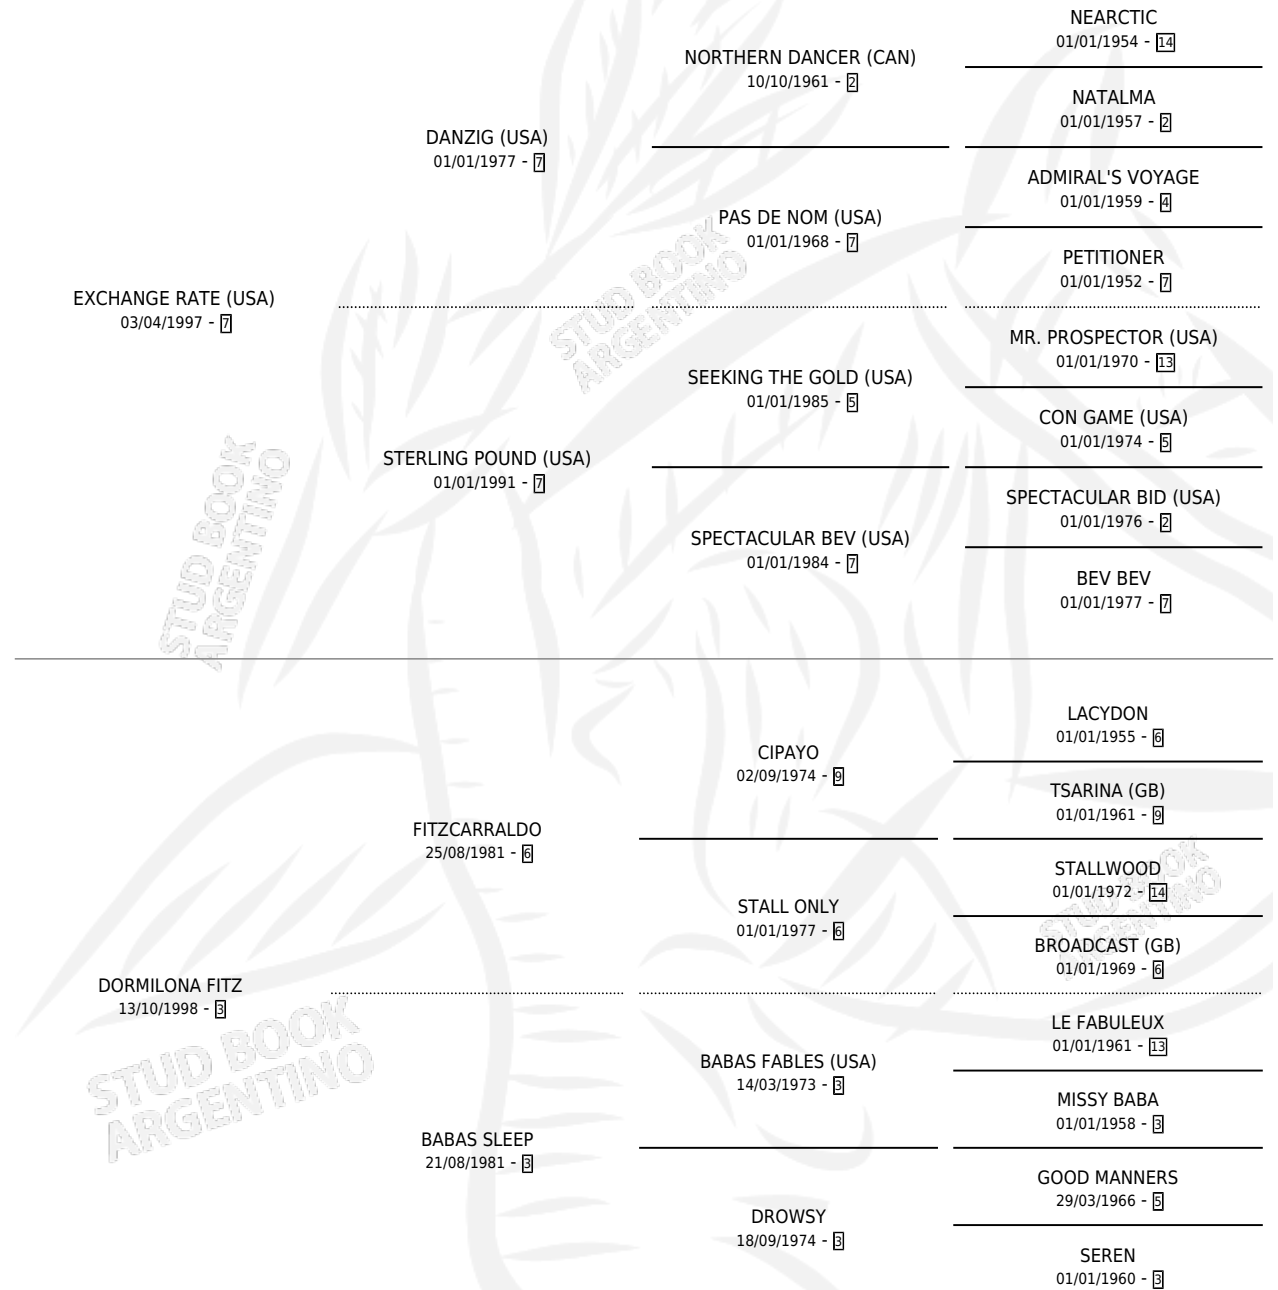 NEARCTIC
01/01/1954 - 14
NORTHERN DANCER (CAN)
10/10/1961 - 2
NATALMA
01/01/1957 - 2
DANZIG (USA)
01/01/1977 - 7
ADMIRAL'S VOYAGE
01/01/1959 - 4
PAS DE NOM (USA)
01/01/1968 - 7
PETITIONER
01/01/1952 - 7
EXCHANGE RATE (USA)
03/04/1997 - 7
STUD BOOK
ARGENTINO
MR. PROSPECTOR (USA)
01/01/1970 - 13
SEEKING THE GOLD (USA)
01/01/1985 - 5
CON GAME (USA)
01/01/1974 - 5
STERLING POUND (USA)
01/01/1991 - 7
SPECTACULAR BID (USA)
01/01/1976 - 2
SPECTACULAR BEV (USA)
01/01/1984 - 7
BEV BEV
01/01/1977 - 7
STUD BOOK
ARGENTINO
LACYDON
01/01/1955 - 6
CIPAYO
02/09/1974 - 9
TSARINA (GB)
01/01/1961 - 9
FITZCARRALDO
25/08/1981 - 6
STALLWOOD
01/01/1972 - 14
STALL ONLY
01/01/1977 - 6
STUD BOOK
ARGENTINO
BROADCAST (GB)
01/01/1969 - 6
DORMILONA FITZ
13/10/1998 - 3
LE FABULEUX
01/01/1961 - 13
BABAS FABLES (USA)
14/03/1973 - 3
STUD BOOK
ARGENTINO
MISSY BABA
01/01/1958 - 3
BABAS SLEEP
21/08/1981 - 3
GOOD MANNERS
29/03/1966 - 5
DROWSY
18/09/1974 - 3
SEREN
01/01/1960 - 3